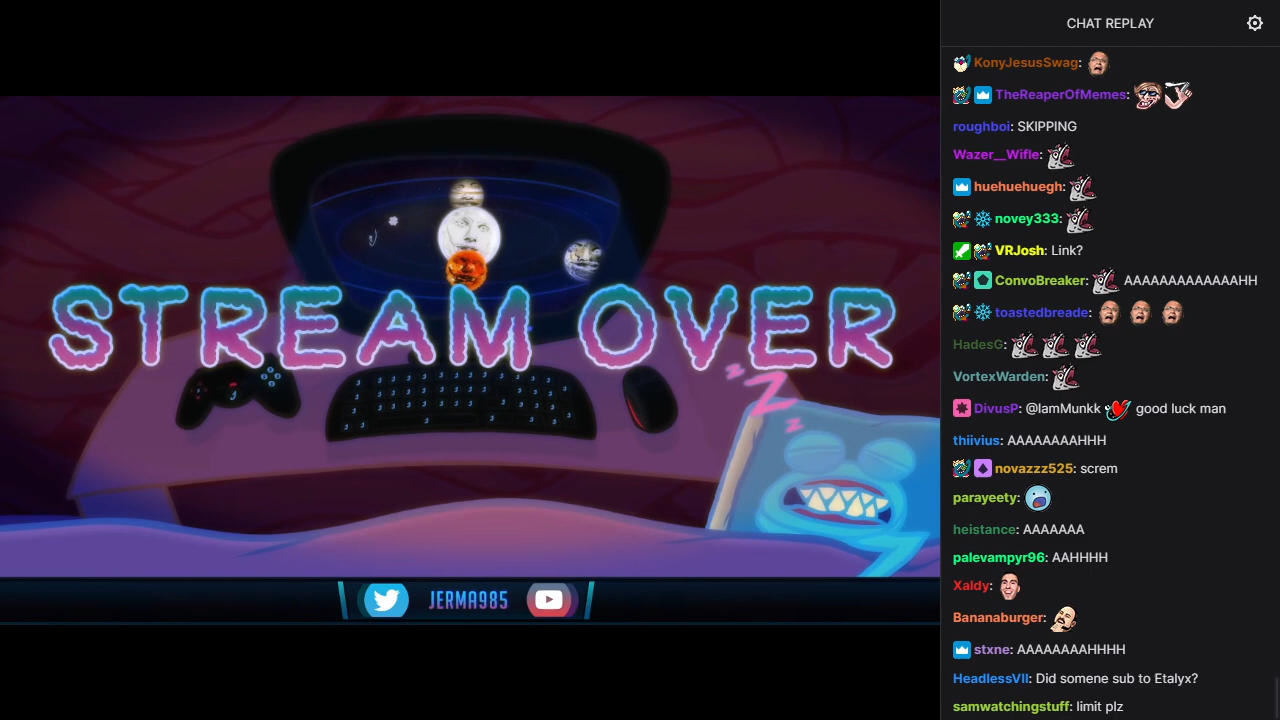 CHAT REPLAY
KonyJesusSwag:
TheReaperOfMemes:
roughboi: SKIPPING
Wazer__Wifle:
huehuehuegh:
novey333:
VRJosh: Link?
ConvoBreaker: AAAAAAAAAAAAAHH
toastedbreade:
HadesG:
VortexWarden:
DivusP: @IamMunkk good luck man
thiivius: AAAAAAAAHHH
novazzz525: screm
parayeety:
heistance: AAAAAAA
palevampyr96: AAHHHH
Xaldy:
Bananaburger:
stxne: AAAAAAAAHHHH
HeadlessVII: Did somene sub to Etalyx?
samwatchingstuff: limit plz
STREAM OVER
z
Z
z
JERMA985